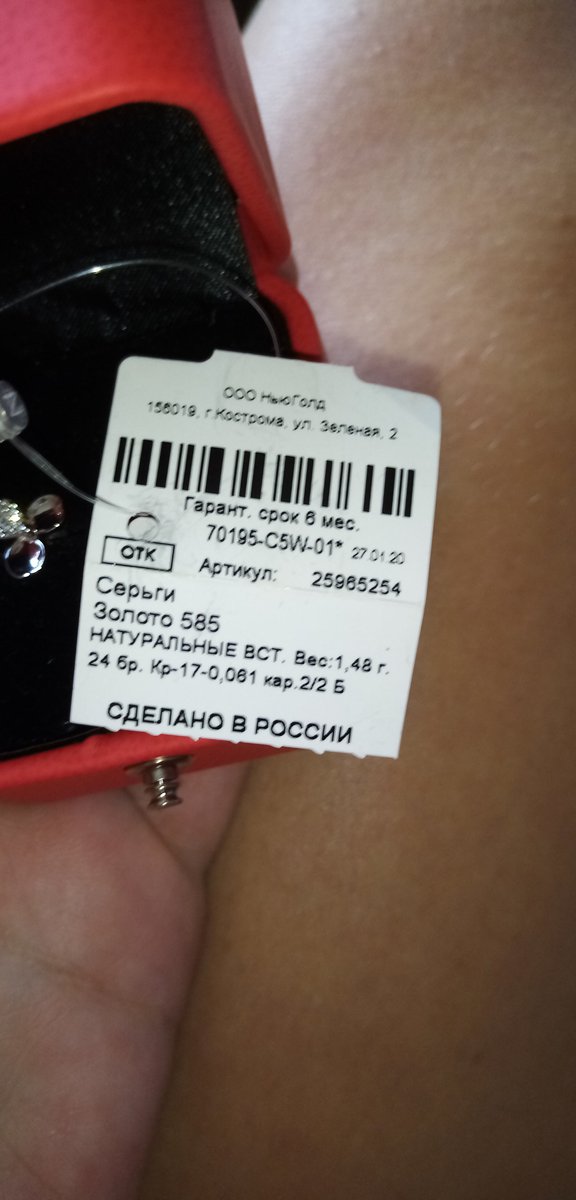 ООО НьюГолд
156019, г.Кострома, ул. Зеленая, 2
Гарант. срок 6 мес.
70195-С5W-01* 27.01.20
ОТК
Артикул: 25965254
Серьги
Золото 585
НАТУРАЛЬНЫЕ ВСТ. Вес:1,48 г.
24 бр. Кр-17-0,061 кар.2/2 Б
СДЕЛАНО В РОССИИ